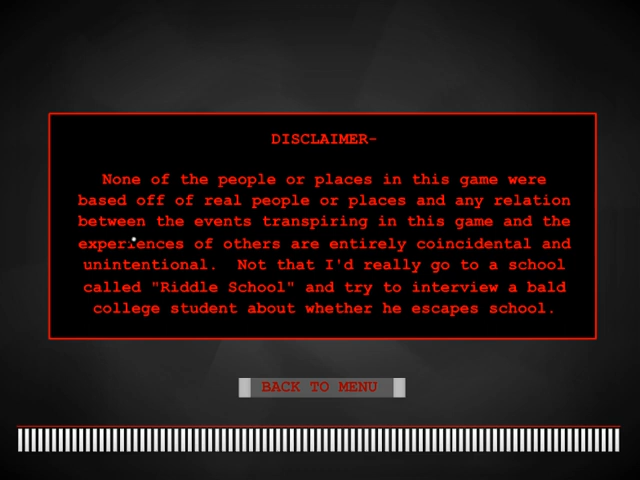 DISCLAIMER-
None of the people or places in this game were
based off of real people or places and any relation
between the events transpiring in this game and the
experiences of others are entirely coincidental and
unintentional.  Not that I'd really go to a school
called "Riddle School" and try to interview a bald
college student about whether he escapes school.
BACK TO MENU